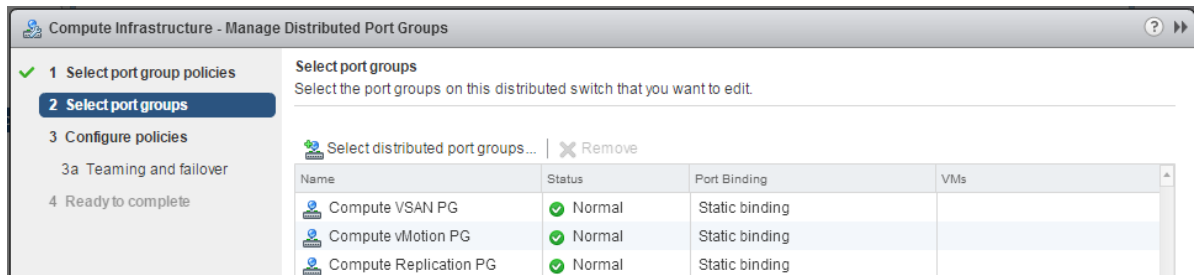 Compute Infrastructure - Manage Distributed Port Groups
?
1 Select port group policies
2 Select port groups
3 Configure policies
3a Teaming and failover
4 Ready to complete
Select port groups
Select the port groups on this distributed switch that you want to edit.
Select distributed port groups... | Remove
Name Status Port Binding VMs
Compute VSAN PG Normal Static binding
Compute vMotion PG Normal Static binding
Compute Replication PG Normal Static binding